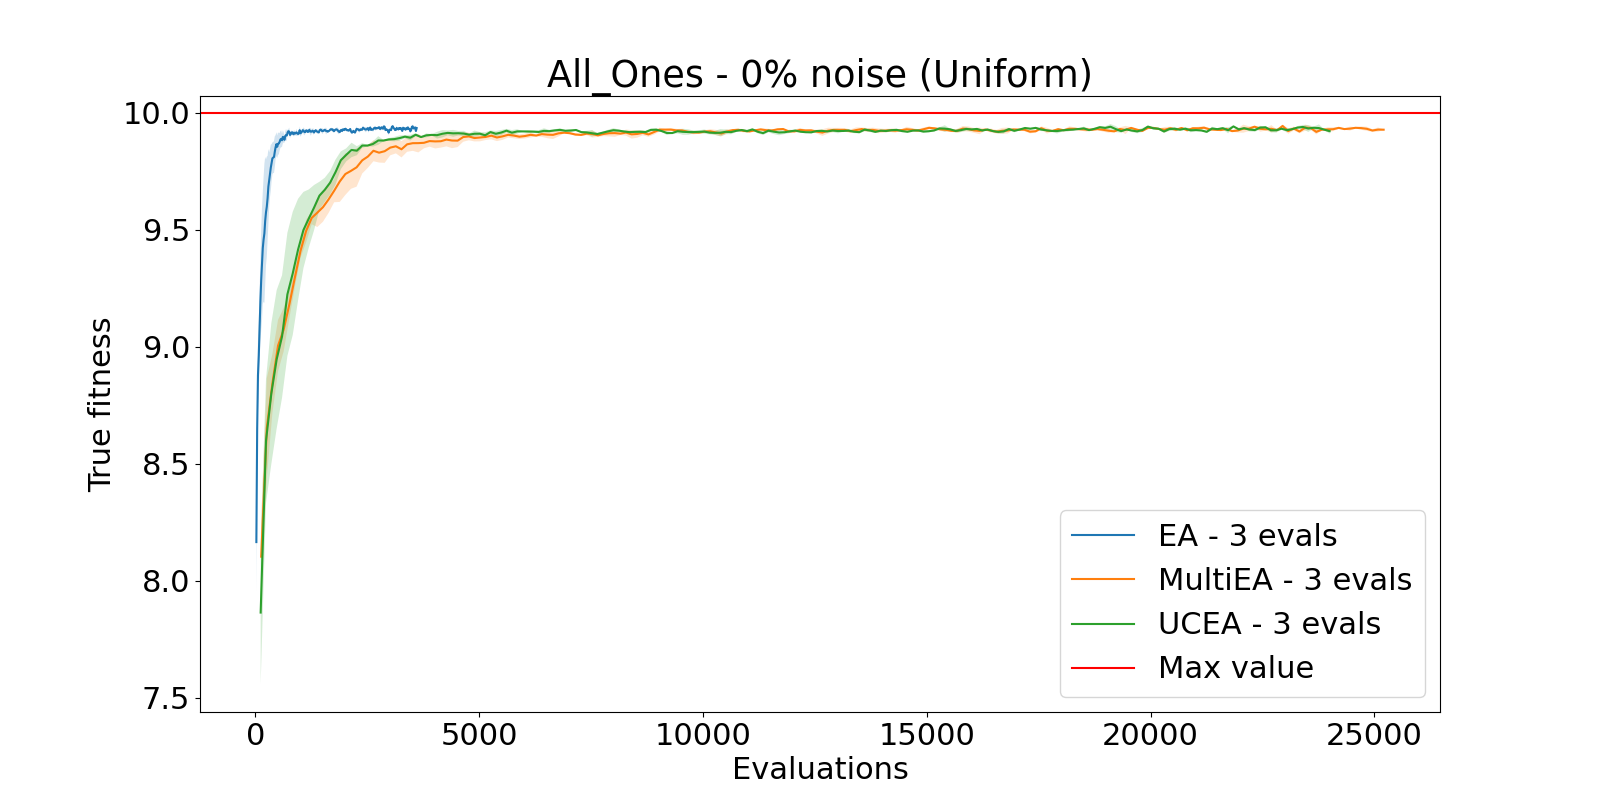 All_Ones - 0% noise (Uniform)
True fitness
10.0
9.5
9.0
8.5
8.0
7.5
EA - 3 evals
MultiEA - 3 evals
UCEA - 3 evals
Max value
0 5000 10000 15000 20000 25000
Evaluations